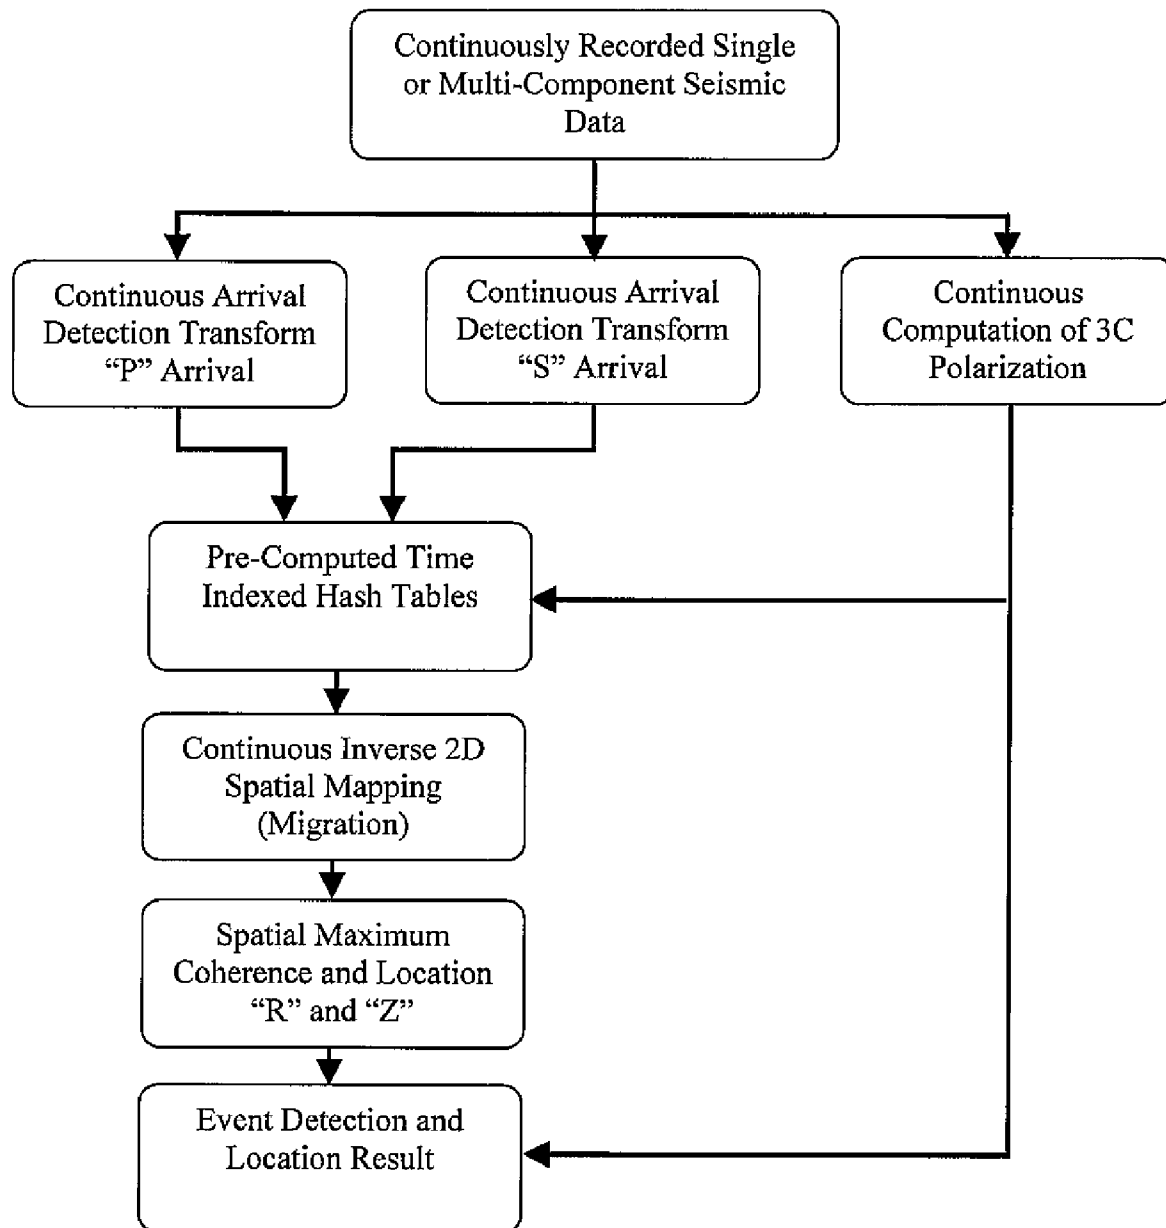 Continuously Recorded Single
or Multi-Component Seismic
Data
Continuous Arrival
Detection Transform
“P” Arrival
Continuous Arrival
Detection Transform
“S” Arrival
Continuous
Computation of 3C
Polarization
Pre-Computed Time
Indexed Hash Tables
Continuous Inverse 2D
Spatial Mapping
(Migration)
Spatial Maximum
Coherence and Location
“R” and “Z”
Event Detection and
Location Result